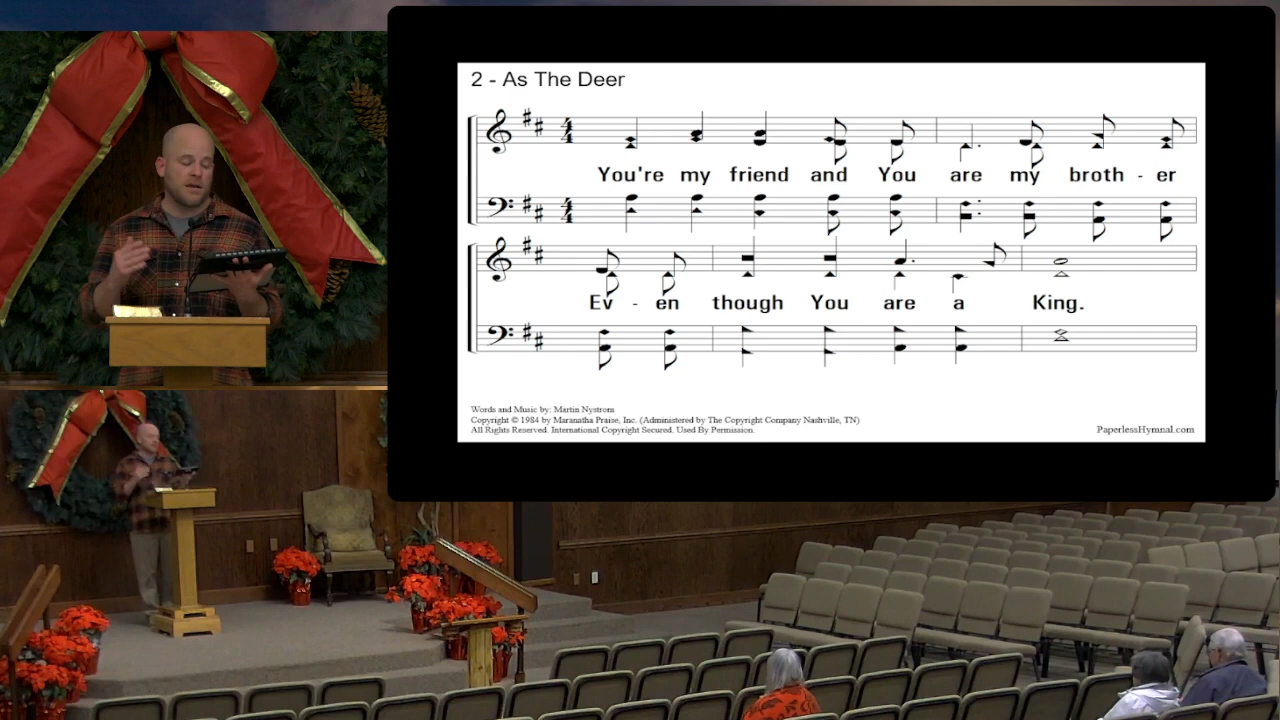 2 - As The Deer
You're my friend and You are my broth - er
Ev - en though You are a King.
Words and Music by: Martin Nystrom
Copyright © 1984 by Maranatha Praise, Inc. (Administered by The Copyright Company Nashville, TN)
All Rights Reserved. International Copyright Secured. Used By Permission.
PaperlessHymnal.com